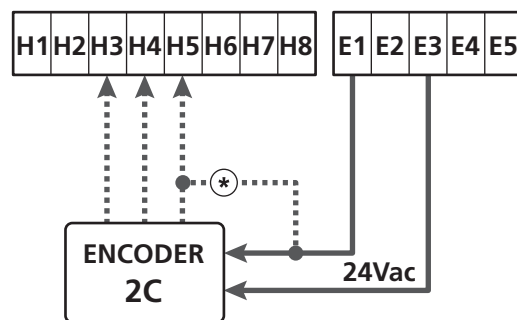 H1 H2 H3 H4 H5 H6 H7 H8 E1 E2 E3 E4 E5
*
ENCODER
2C
24Vac